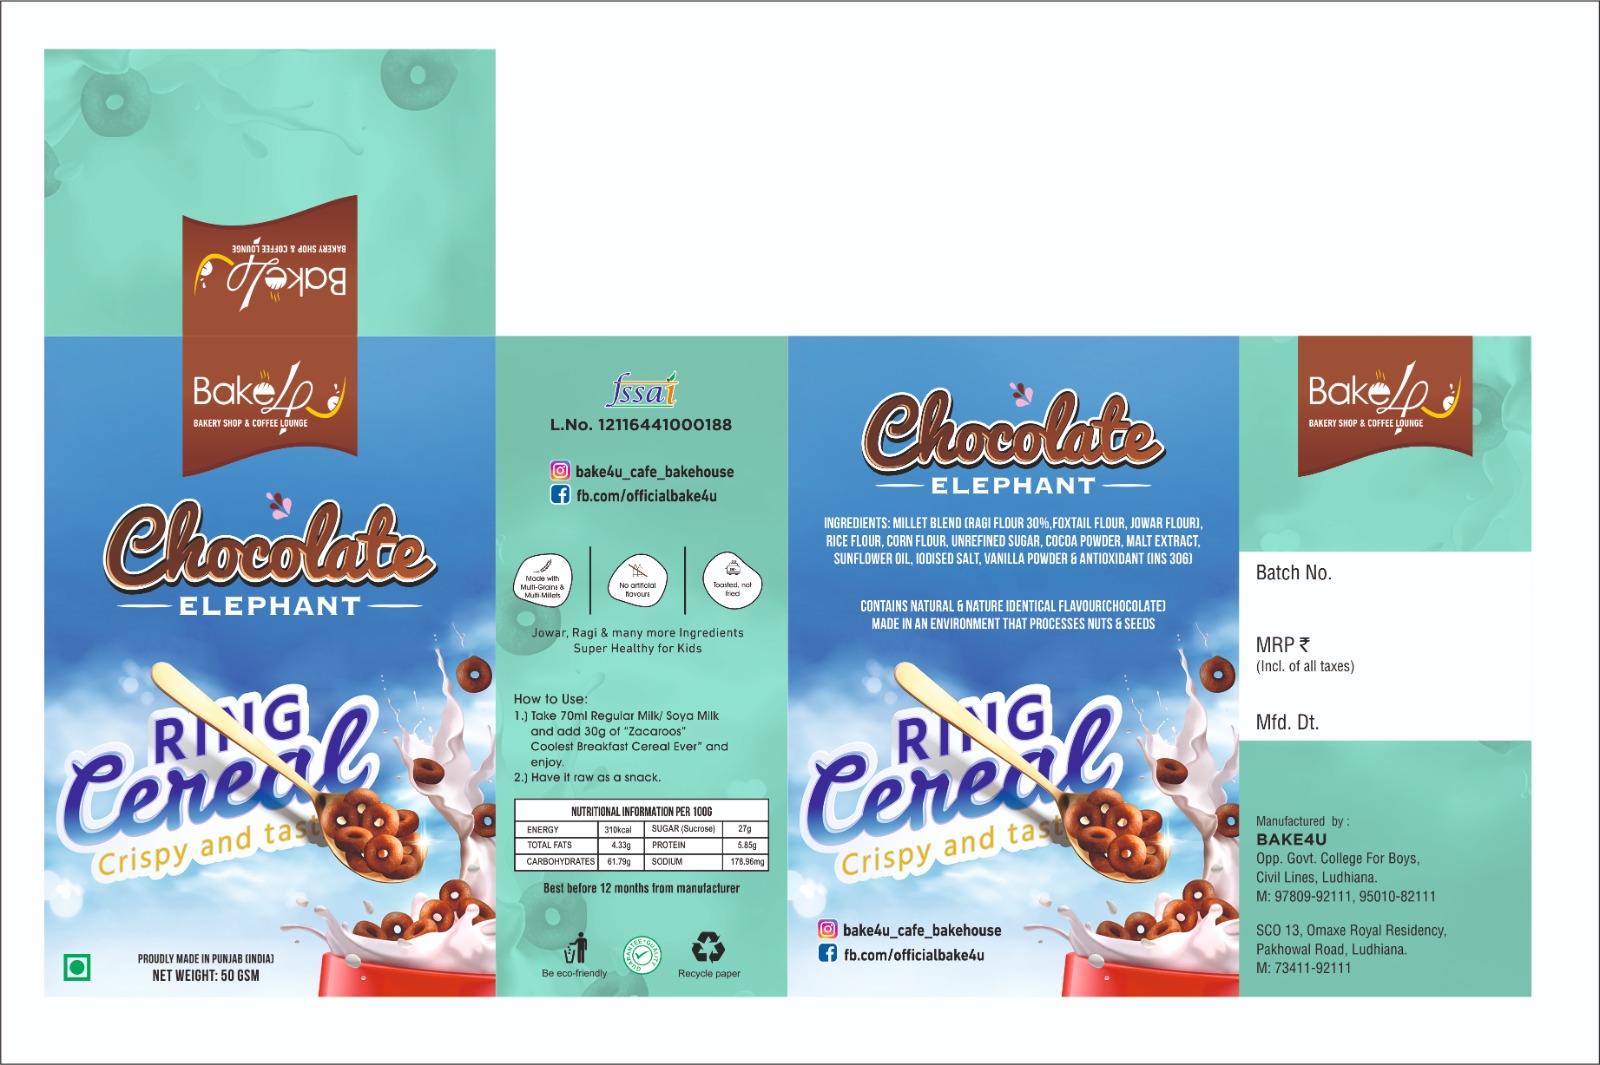 Bake4U
BAKERY SHOP & COFFEE LOUNGE
Bake4U
BAKERY SHOP & COFFEE LOUNGE
Chocolate
ELEPHANT
RING
Cereal
Crispy and tast
PROUDLY MADE IN PUNJAB (INDIA)
NET WEIGHT: 50 GSM
fssai
L.No. 12116441000188
bake4u_cafe_bakehouse
fb.com/officialbake4u
Made with
Multi-Grains &
Multi-Millets
No artificial
flavours
Toasted, not
fried
Jowar, Ragi & many more Ingredients
Super Healthy for Kids
How to Use:
1.) Take 70ml Regular Milk/ Soya Milk
and add 30g of "Zacaroos"
Coolest Breakfast Cereal Ever" and
enjoy.
2.) Have it raw as a snack.
NUTRITIONAL INFORMATION PER 100G
ENERGY 310kcal SUGAR (Sucrose) 27g
TOTAL FATS 4.33g PROTEIN 5.85g
CARBOHYDRATES 61.79g SODIUM 178.96mg
Best before 12 months from manufacturer
Be eco-friendly
GUARANTEE • QUALITY
Recycle paper
Chocolate
ELEPHANT
INGREDIENTS: MILLET BLEND (RAGI FLOUR 30%,FOXTAIL FLOUR, JOWAR FLOUR),
RICE FLOUR, CORN FLOUR, UNREFINED SUGAR, COCOA POWDER, MALT EXTRACT,
SUNFLOWER OIL, IODISED SALT, VANILLA POWDER & ANTIOXIDANT (INS 306)
CONTAINS NATURAL & NATURE IDENTICAL FLAVOUR(CHOCOLATE)
MADE IN AN ENVIRONMENT THAT PROCESSES NUTS & SEEDS
RING
Cereal
Crispy and tast
bake4u_cafe_bakehouse
fb.com/officialbake4u
Bake4U
BAKERY SHOP & COFFEE LOUNGE
Batch No.
MRP ₹
(Incl. of all taxes)
Mfd. Dt.
Manufactured by :
BAKE4U
Opp. Govt. College For Boys,
Civil Lines, Ludhiana.
M: 97809-92111, 95010-82111
SCO 13, Omaxe Royal Residency,
Pakhowal Road, Ludhiana.
M: 73411-92111